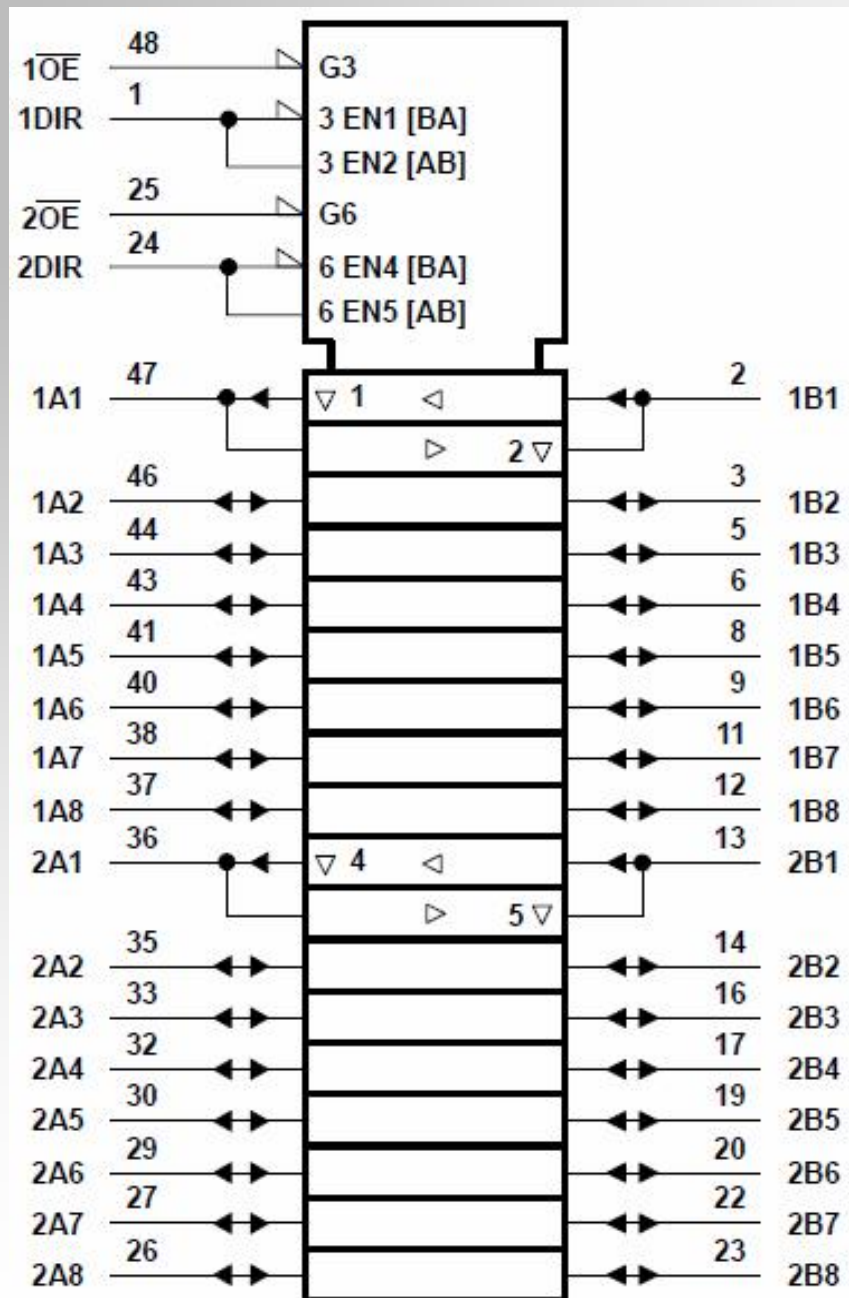 48
1O̅E̅ G3
1
1DIR 3 EN1 [BA]
3 EN2 [AB]
25
2O̅E̅ G6
24
2DIR 6 EN4 [BA]
6 EN5 [AB]
47 2
1A1 1 1B1
2
46 3
1A2 1B2
44 5
1A3 1B3
43 6
1A4 1B4
41 8
1A5 1B5
40 9
1A6 1B6
38 11
1A7 1B7
37 12
1A8 1B8
36 13
2A1 4 2B1
5
35 14
2A2 2B2
33 16
2A3 2B3
32 17
2A4 2B4
30 19
2A5 2B5
29 20
2A6 2B6
27 22
2A7 2B7
26 23
2A8 2B8